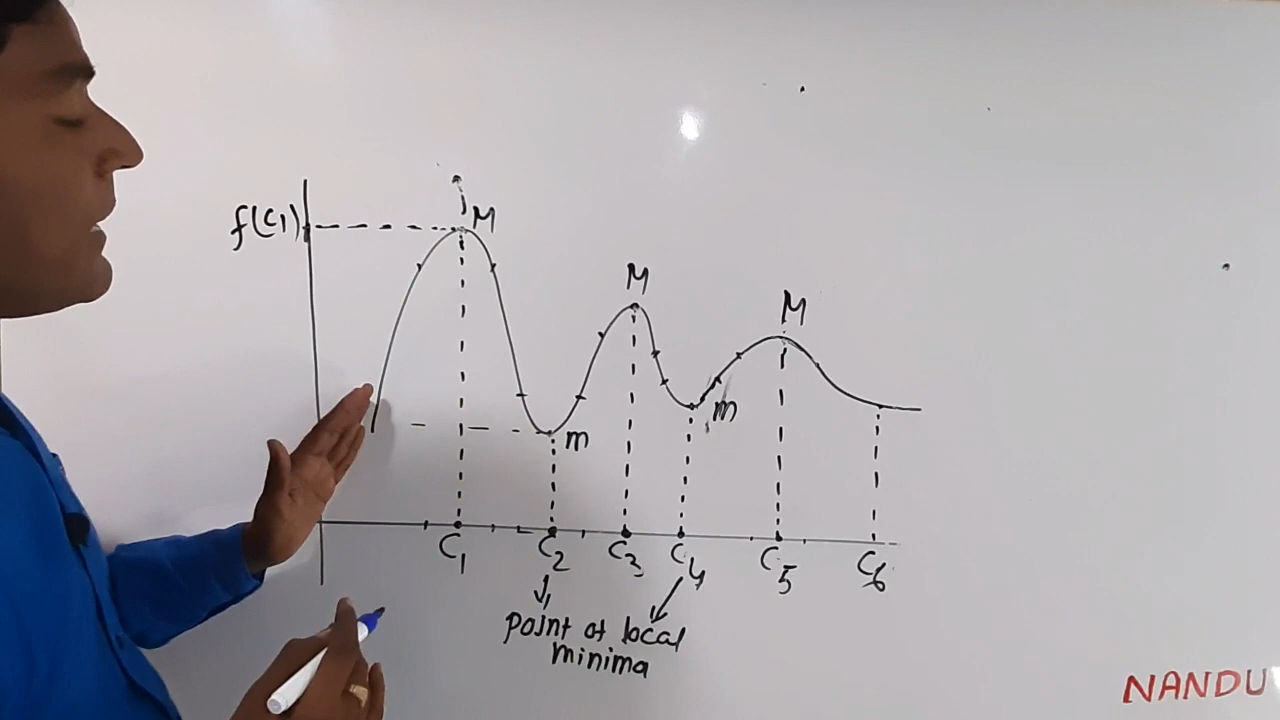 f(C1)
M
M
M
m
m
C1 C2 C3 C4 C5 C6
point of local
minima
NANDU